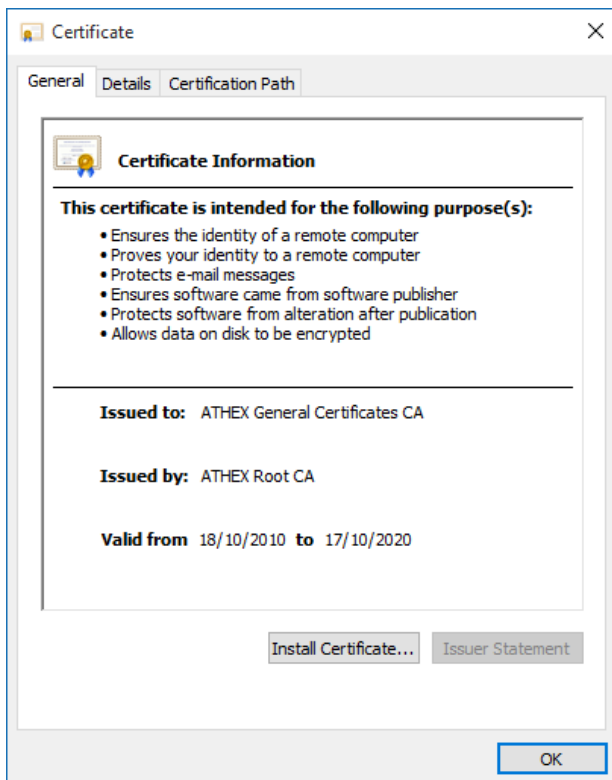 Certificate
General Details Certification Path
Certificate Information
This certificate is intended for the following purpose(s):
• Ensures the identity of a remote computer
• Proves your identity to a remote computer
• Protects e-mail messages
• Ensures software came from software publisher
• Protects software from alteration after publication
• Allows data on disk to be encrypted
Issued to: ATHEX General Certificates CA
Issued by: ATHEX Root CA
Valid from 18/10/2010 to 17/10/2020
Install Certificate... Issuer Statement
OK